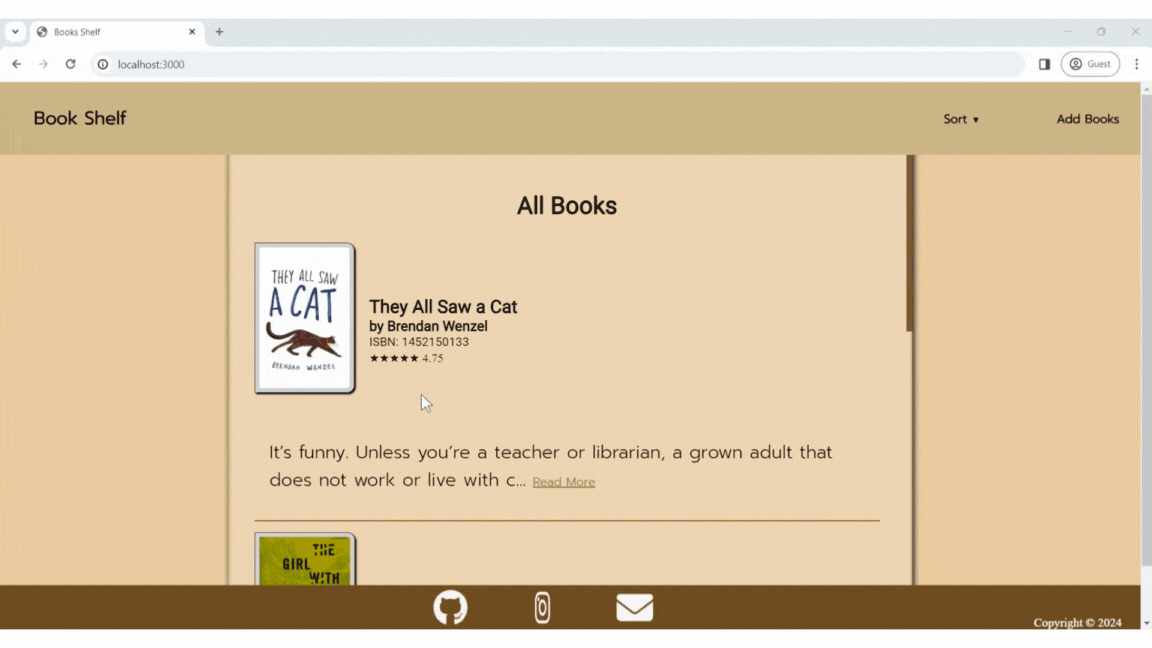 Books Shelf
localhost:3000
Guest
Book Shelf
Sort ▾
Add Books
All Books
THEY ALL SAW
A CAT
BRENDAN WENZEL
They All Saw a Cat
by Brendan Wenzel
ISBN: 1452150133
★★★★★ 4.75
It's funny. Unless you're a teacher or librarian, a grown adult that
does not work or live with c... Read More
THE
GIRL
WITH
Copyright © 2024